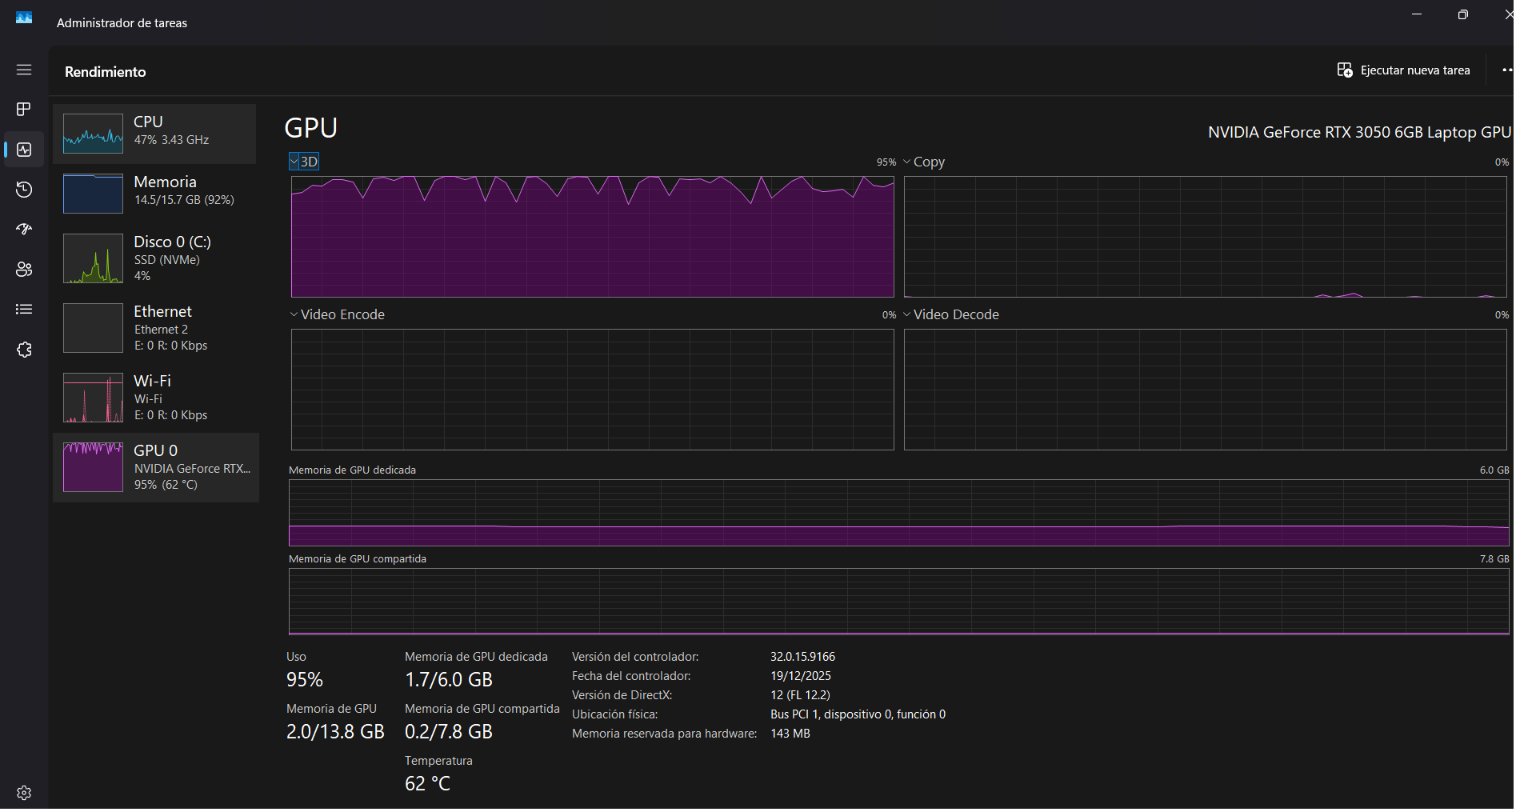 Administrador de tareas
Rendimiento
Ejecutar nueva tarea
CPU
47% 3.43 GHz
Memoria
14.5/15.7 GB (92%)
Disco 0 (C:)
SSD (NVMe)
4%
Ethernet
Ethernet 2
E: 0 R: 0 Kbps
Wi-Fi
Wi-Fi
E: 0 R: 0 Kbps
GPU 0
NVIDIA GeForce RTX...
95% (62 °C)
GPU
NVIDIA GeForce RTX 3050 6GB Laptop GPU
3D 95%
Copy 0%
Video Encode 0%
Video Decode 0%
Memoria de GPU dedicada 6.0 GB
Memoria de GPU compartida 7.8 GB
Uso
95%
Memoria de GPU dedicada
1.7/6.0 GB
Memoria de GPU
2.0/13.8 GB
Memoria de GPU compartida
0.2/7.8 GB
Temperatura
62 °C
Versión del controlador: 32.0.15.9166
Fecha del controlador: 19/12/2025
Versión de DirectX: 12 (FL 12.2)
Ubicación física: Bus PCI 1, dispositivo 0, función 0
Memoria reservada para hardware: 143 MB